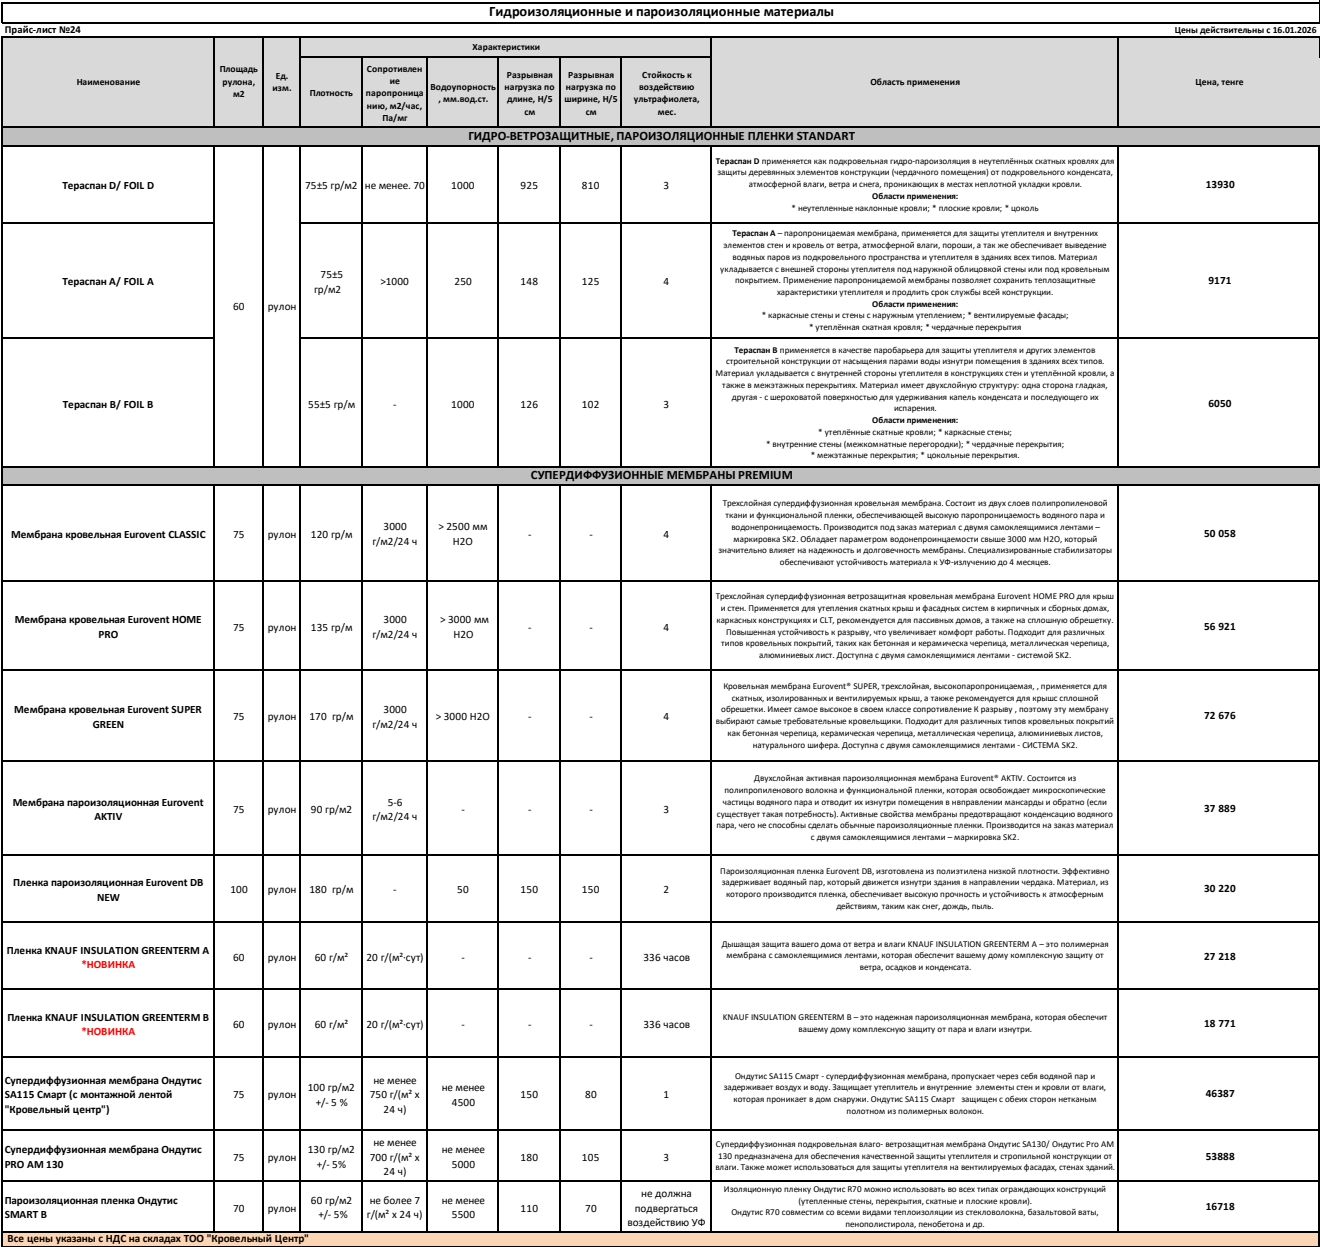 Гидроизоляционные и пароизоляционные материалы
Прайс-лист №24
Цены действительны с 16.01.2026
Наименование
Площадь
рулона,
м2
Ед.
изм.
Характеристики
Плотность
Сопротивлен
ие
паропроница
нию, м2/час,
Па/мг
Водоупорность
, мм.вод.ст.
Разрывная
нагрузка по
длине, Н/5
см
Разрывная
нагрузка по
ширине, Н/5
см
Стойкость к
воздействию
ультрафиолета,
мес.
Область применения
Цена, тенге
ГИДРО-ВЕТРОЗАЩИТНЫЕ, ПАРОИЗОЛЯЦИОННЫЕ ПЛЕНКИ STANDART
Тераспан D/ FOIL D
60
рулон
75±5 гр/м2
не менее. 70
1000
925
810
3
Тераспан D применяется как подкровельная гидро-пароизоляция в неутеплённых скатных кровлях для
защиты деревянных элементов конструкции (чердачного помещения) от подкровельного конденсата,
атмосферной влаги, ветра и снега, проникающих в местах неплотной укладки кровли.
Области применения:
* неутепленные наклонные кровли; * плоские кровли; * цоколь
13930
Тераспан A/ FOIL A
75±5
гр/м2
>1000
250
148
125
4
Тераспан А – паропроницаемая мембрана, применяется для защиты утеплителя и внутренних
элементов стен и кровель от ветра, атмосферной влаги, пороши, а так же обеспечивает выведение
водяных паров из подкровельного пространства и утеплителя в зданиях всех типов. Материал
укладывается с внешней стороны утеплителя под наружной облицовкой стены или под кровельным
покрытием. Применение паропроницаемой мембраны позволяет сохранить теплозащитные
характеристики утеплителя и продлить срок службы всей конструкции.
Области применения:
* каркасные стены и стены с наружным утеплением; * вентилируемые фасады;
* утеплённая скатная кровля; * чердачные перекрытия
9171
Тераспан B/ FOIL B
55±5 гр/м
-
1000
126
102
3
Тераспан В применяется в качестве паробарьера для защиты утеплителя и других элементов
строительной конструкции от насыщения парами воды изнутри помещения в зданиях всех типов.
Материал укладывается с внутренней стороны утеплителя в конструкциях стен и утеплённой кровли, а
также в межэтажных перекрытиях. Материал имеет двухслойную структуру: одна сторона гладкая,
другая - с шероховатой поверхностью для удерживания капель конденсата и последующего их
испарения.
Области применения:
* утеплённые скатные кровли; * каркасные стены;
* внутренние стены (межкомнатные перегородки); * чердачные перекрытия;
* межэтажные перекрытия; * цокольные перекрытия.
6050
СУПЕРДИФФУЗИОННЫЕ МЕМБРАНЫ PREMIUM
Мембрана кровельная Eurovent CLASSIC
75
рулон
120 гр/м
3000
г/м2/24 ч
> 2500 мм
H2O
-
-
4
Трехслойная супердиффузионная кровельная мембрана. Состоит из двух слоев полипропиленовой
ткани и функциональной пленки, обеспечивающей высокую паропроницаемость водяного пара и
водонепроницаемость. Производится под заказ материал с двумя самоклеящимися лентами –
маркировка SK2. Обладает параметром водонепроинцаемости свыше 3000 мм H2O, который
значительно влияет на надежность и долговечность мембраны. Специализированные стабилизаторы
обеспечивают устойчивость материала к УФ-излучению до 4 месяцев.
50 058
Мембрана кровельная Eurovent HOME
PRO
75
рулон
135 гр/м
3000
г/м2/24 ч
> 3000 мм
H2O
-
-
4
Трехслойная супердиффузионная ветрозащитная кровельная мембрана Eurovent HOME PRO для крыш
и стен. Применяется для утепления скатных крыш и фасадных систем в кирпичных и сборных домах,
каркасных конструкциях и CLT, рекомендуется для пассивных домов, а также на сплошную обрешетку.
Повышенная устойчивость к разрыву, что увеличивает комфорт работы. Подходит для различных
типов кровельных покрытий, таких как бетонная и керамическа черепица, металлическая черепица,
алюминиевых лист. Доступна с двумя самоклеящимися лентами - системой SK2.
56 921
Мембрана кровельная Eurovent SUPER
GREEN
75
рулон
170 гр/м
3000
г/м2/24 ч
> 3000 H2O
-
-
4
Кровельная мембрана Eurovent® SUPER, трехслойная, высокопаропроницаемая, , применяется для
скатных, изолированных и вентилируемых крыш, а также рекомендуется для крышс сплошной
обрешетки. Имеет самое высокое в своем классе сопротивление К разрыву , поэтому эту мембрану
выбирают самые требовательные кровельщики. Подходит для различных типов кровельных покрытий
как бетонная черепица, керамическая черепица, металлическая черепица, алюминиевых листов,
натурального шифера. Доступна с двумя самоклеящимися лентами - СИСТЕМА SK2.
72 676
Мембрана пароизоляционная Eurovent
AKTIV
75
рулон
90 гр/м2
5-6
г/м2/24 ч
-
-
-
3
Двухслойная активная пароизоляционная мембрана Eurovent® AKTIV. Состоится из
полипропиленового волокна и функциональной пленки, которая освобождает микроскопические
частицы водяного пара и отводит их изнутри помещения в нправлении мансарды и обратно (если
существует такая потребность). Активные свойства мембраны предотвращают конденсацию водяного
пара, чего не способны сделать обычные пароизоляционные пленки. Производится на заказ материал
с двумя самоклеящимися лентами – маркировка SK2.
37 889
Пленка пароизоляционная Eurovent DB
NEW
100
рулон
180 гр/м
-
50
150
150
2
Пароизоляционная пленка Eurovent DB, изготовлена из полиэтилена низкой плотности. Эффективно
задерживает водяный пар, который движется изнутри здания в направлении чердака. Материал, из
которого производится пленка, обеспечивает высокую прочность и устойчивость к атмосферным
действиям, таким как снег, дождь, пыль.
30 220
Пленка KNAUF INSULATION GREENTERM A
*НОВИНКА
60
рулон
60 г/м²
20 г/(м²·сут)
-
-
-
336 часов
Дышащая защита вашего дома от ветра и влаги KNAUF INSULATION GREENTERM A – это полимерная
мембрана с самоклеящимися лентами, которая обеспечит вашему дому комплексную защиту от
ветра, осадков и конденсата.
27 218
Пленка KNAUF INSULATION GREENTERM B
*НОВИНКА
60
рулон
60 г/м²
20 г/(м²·сут)
-
-
-
336 часов
KNAUF INSULATION GREENTERM B – это надежная пароизоляционная мембрана, которая обеспечит
вашему дому комплексную защиту от пара и влаги изнутри.
18 771
Супердиффузионная мембрана Ондутис
SA115 Смарт (с монтажной лентой
"Кровельный центр")
75
рулон
100 гр/м2
+/- 5 %
не менее
750 г/(м² х
24 ч)
не менее
4500
150
80
1
Ондутис SA115 Смарт - супердиффузионная мембрана, пропускает через себя водяной пар и
задерживает воздух и воду. Защищает утеплитель и внутренние элементы стен и кровли от влаги,
которая проникает в дом снаружи. Ондутис SA115 Смарт защищен с обеих сторон нетканым
полотном из полимерных волокон.
46387
Супердиффузионная мембрана Ондутис
PRO AM 130
75
рулон
130 гр/м2
+/- 5%
не менее
700 г/(м² х
24 ч)
не менее
5000
180
105
3
Супердиффузионная подкровельная влаго- ветрозащитная мембрана Ондутис SA130/ Ондутис Pro AM
130 предназначена для обеспечения качественной защиты утеплителя и стропильной конструкции от
влаги. Также может использоваться для защиты утеплителя на вентилируемых фасадах, стенах зданий.
53888
Пароизоляционная пленка Ондутис
SMART B
70
рулон
60 гр/м2
+/- 5%
не более 7
г/(м² х 24 ч)
не менее
5500
110
70
не должна
подвергаться
воздействию УФ
Изоляционную пленку Ондутис R70 можно использовать во всех типах ограждающих конструкций
(утепленные стены, перекрытия, скатные и плоские кровли).
Ондутис R70 совместим со всеми видами теплоизоляции из стекловолокна, базальтовой ваты,
пенополистирола, пенобетона и др.
16718
Все цены указаны с НДС на складах ТОО "Кровельный Центр"